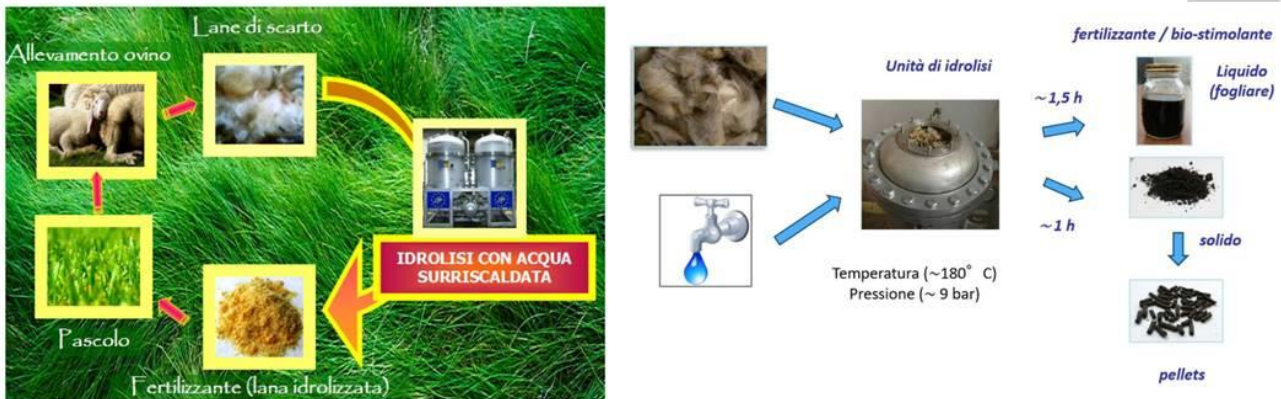 Lane di scarto
Allevamento ovino
IDROLISI CON ACQUA
SURRISCALDATA
Pascolo
Fertilizzante (lana idrolizzata)
fertilizzante / bio-stimolante
Unità di idrolisi
Liquido
(fogliare)
~1,5 h
~1 h
solido
Temperatura (~180° C)
Pressione (~ 9 bar)
pellets